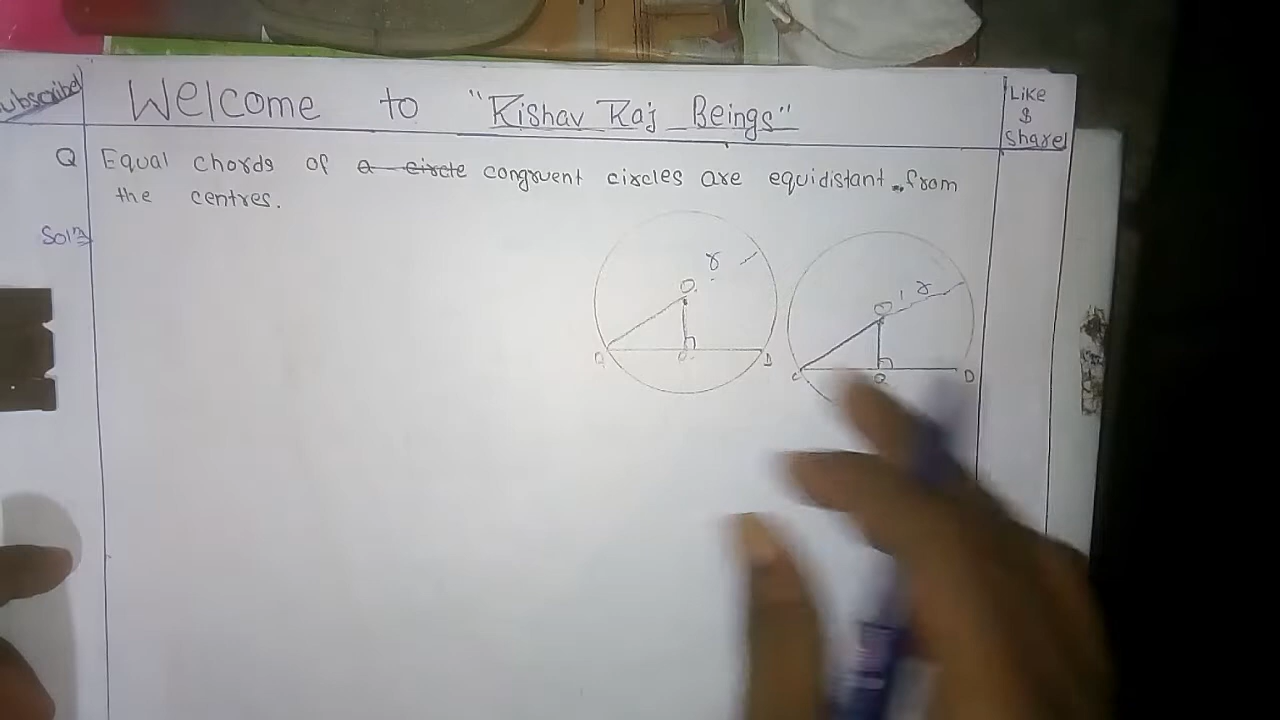 Subscribe
Welcome to "Rishav Raj Beings"
Like
&
Share
Q Equal chords of a circle congruent circles are equidistant from
the centres.
Solⁿ
r
O
O' r
A
B
C
Q
D